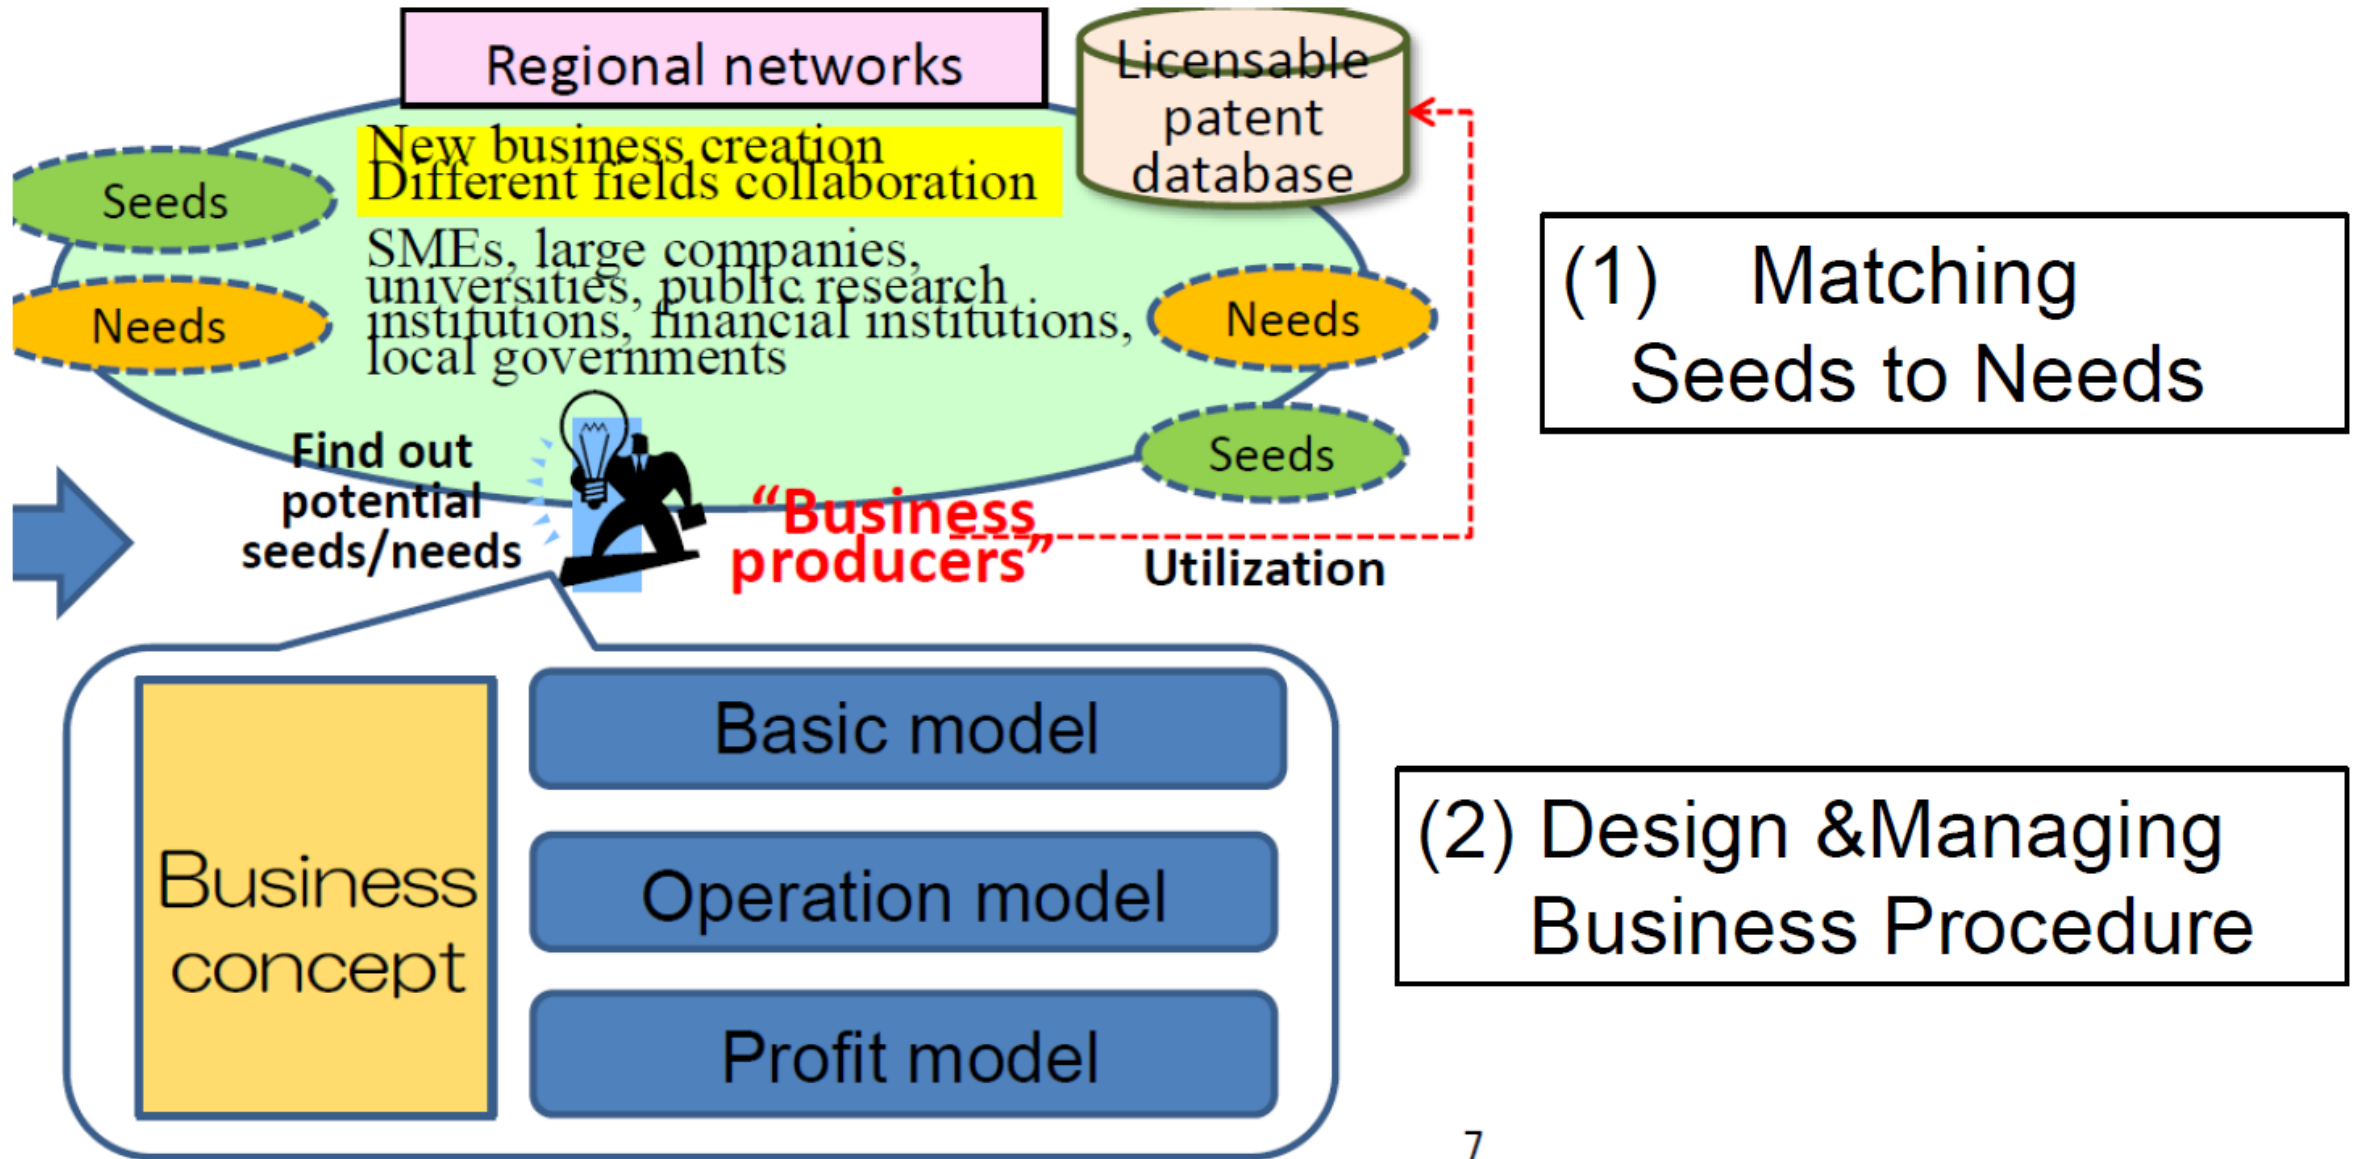 Regional networks
Licensable
patent
database
New business creation
Different fields collaboration
Seeds
Needs
SMEs, large companies,
universities, public research
institutions, financial institutions,
local governments
Needs
Seeds
(1) Matching
Seeds to Needs
Find out
potential
seeds/needs
“Business
producers”
Utilization
Business
concept
Basic model
Operation model
Profit model
(2) Design &Managing
Business Procedure
7